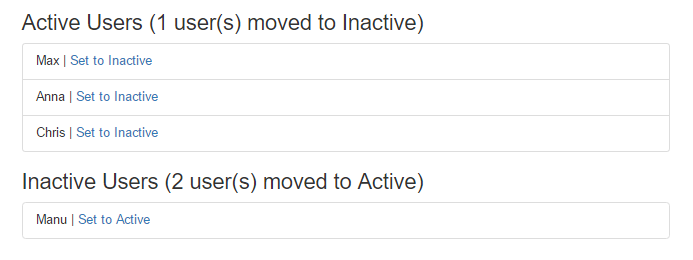 Active Users (1 user(s) moved to Inactive)
Max | Set to Inactive
Anna | Set to Inactive
Chris | Set to Inactive
Inactive Users (2 user(s) moved to Active)
Manu | Set to Active